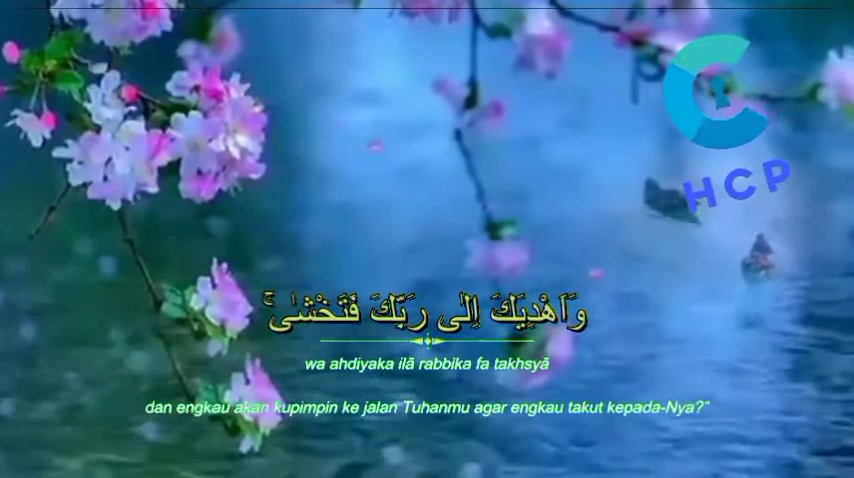 HCP
وَاَهْدِيَكَ اِلٰى رَبِّكَ فَتَخْشٰىۚ
wa ahdiyaka ilā rabbika fa takhsyā
dan engkau akan kupimpin ke jalan Tuhanmu agar engkau takut kepada-Nya?"